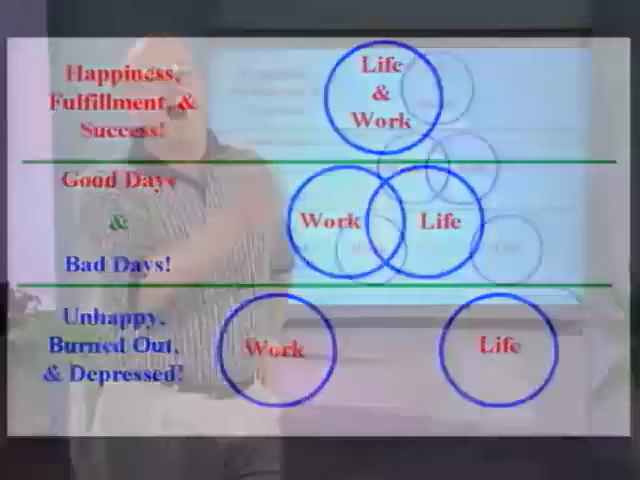 Happiness,
Fulfillment, &
Success!
Life
&
Work
Good Days
&
Bad Days!
Work
Life
Unhappy,
Burned Out,
& Depressed!
Work
Life